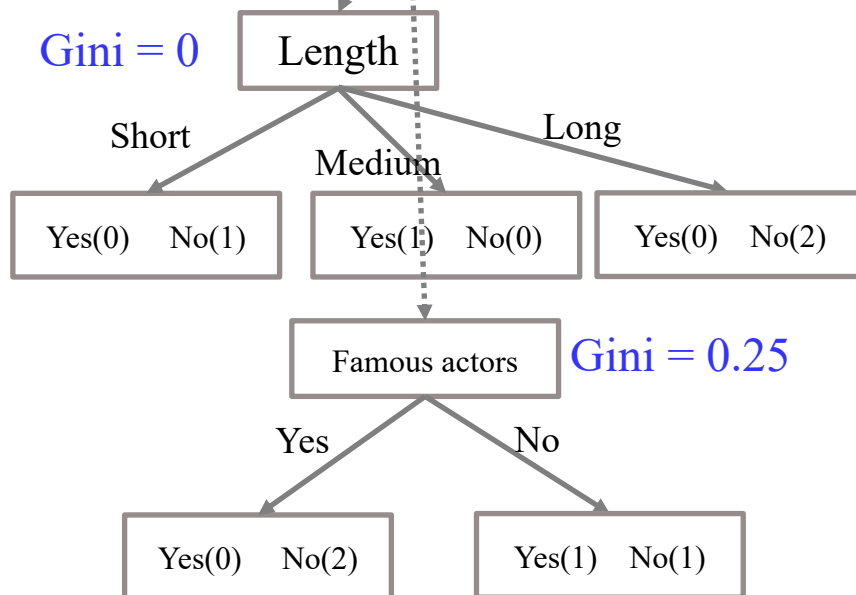 Gini = 0
Length
Short
Medium
Long
Yes(0) No(1)
Yes(1) No(0)
Yes(0) No(2)
Famous actors
Gini = 0.25
Yes
No
Yes(0) No(2)
Yes(1) No(1)